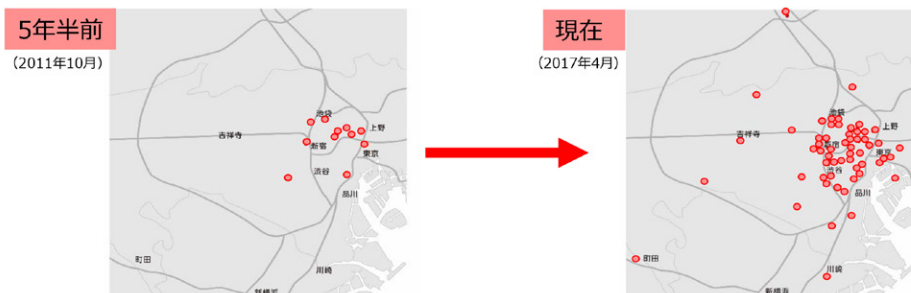 5年半前
(2011年10月)
池袋
上野
吉祥寺
新宿
東京
渋谷
品川
町田
川崎
現在
(2017年4月)
池袋
上野
吉祥寺
東京
渋谷
品川
町田
川崎